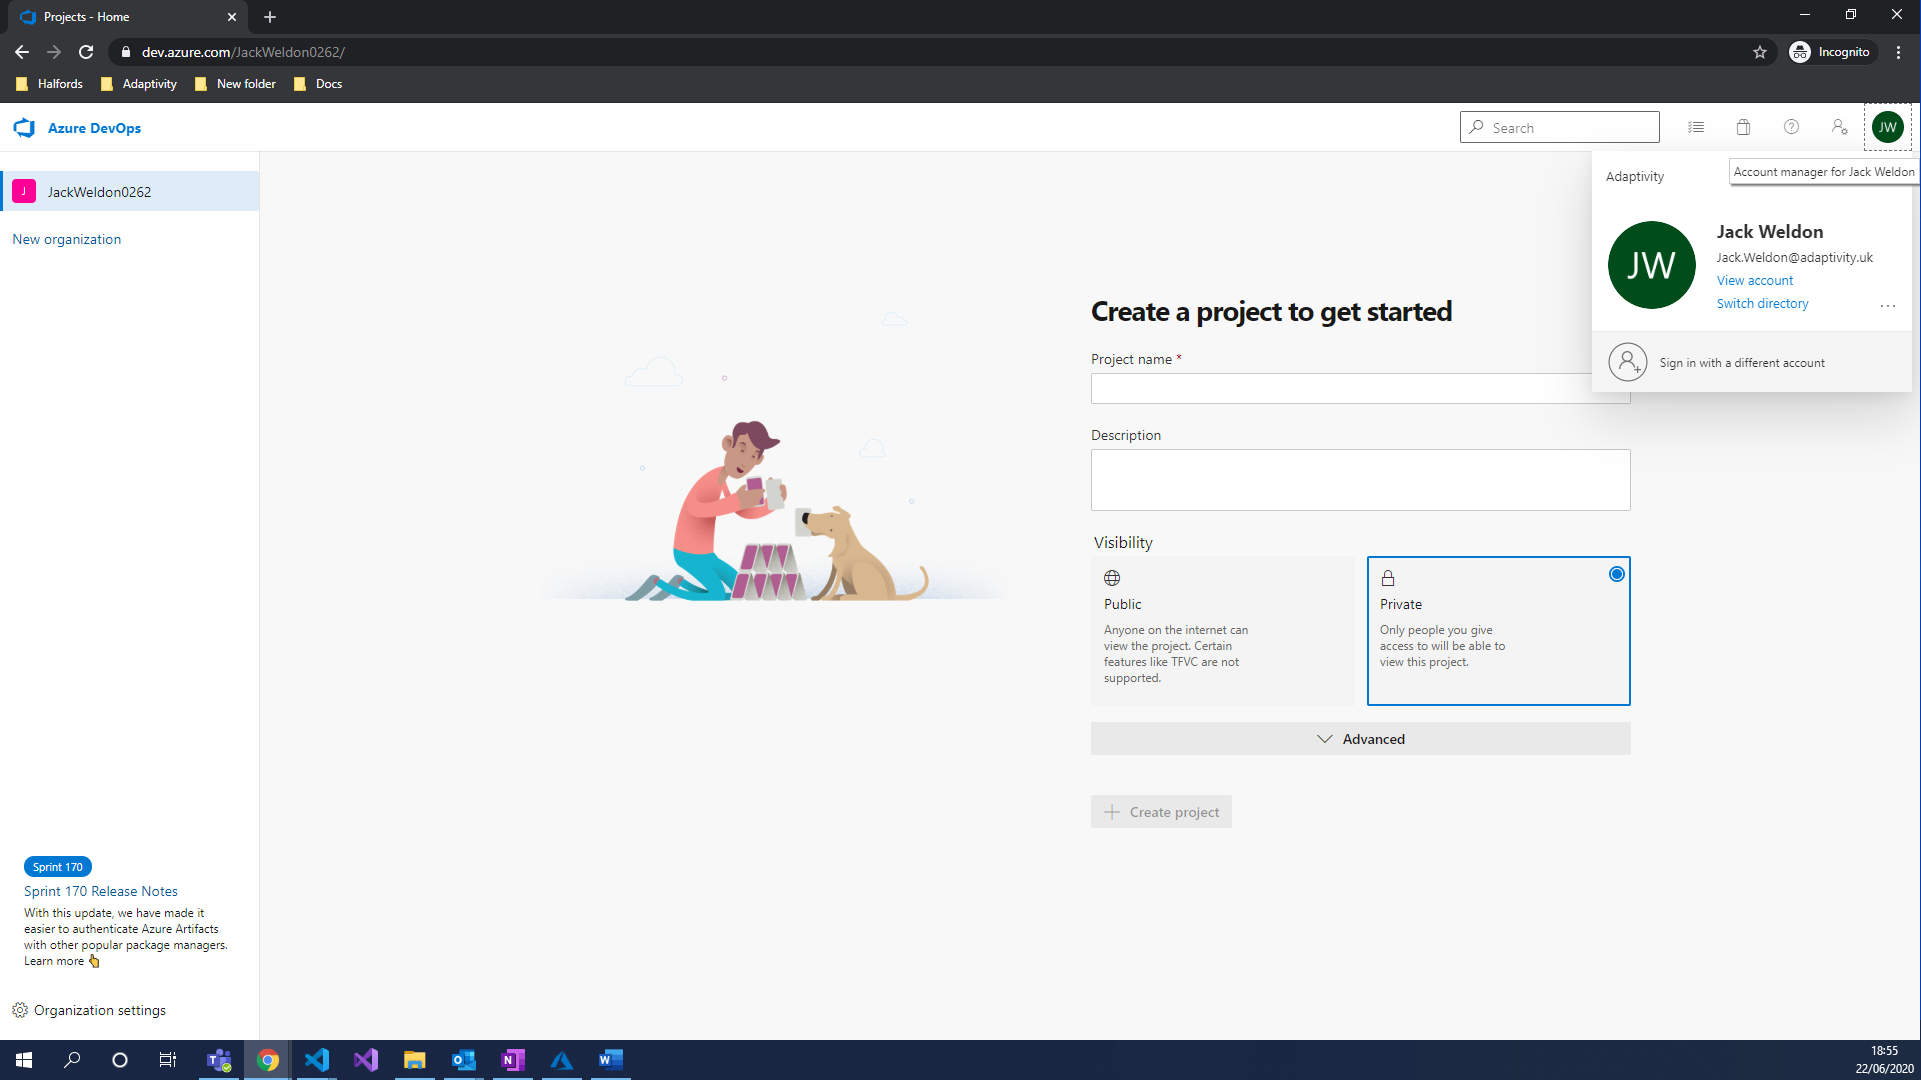 Projects - Home
dev.azure.com/JackWeldon0262/
Incognito
Halfords
Adaptivity
New folder
Docs
Azure DevOps
Search
JW
J
JackWeldon0262
New organization
Adaptivity
Account manager for Jack Weldon
JW
Jack Weldon
Jack.Weldon@adaptivity.uk
View account
Switch directory
Sign in with a different account
Create a project to get started
Project name *
Description
Visibility
Public
Anyone on the internet can
view the project. Certain
features like TFVC are not
supported.
Private
Only people you give
access to will be able to
view this project.
Advanced
Create project
Sprint 170
Sprint 170 Release Notes
With this update, we have made it
easier to authenticate Azure Artifacts
with other popular package managers.
Learn more 👆
Organization settings
18:55
22/06/2020